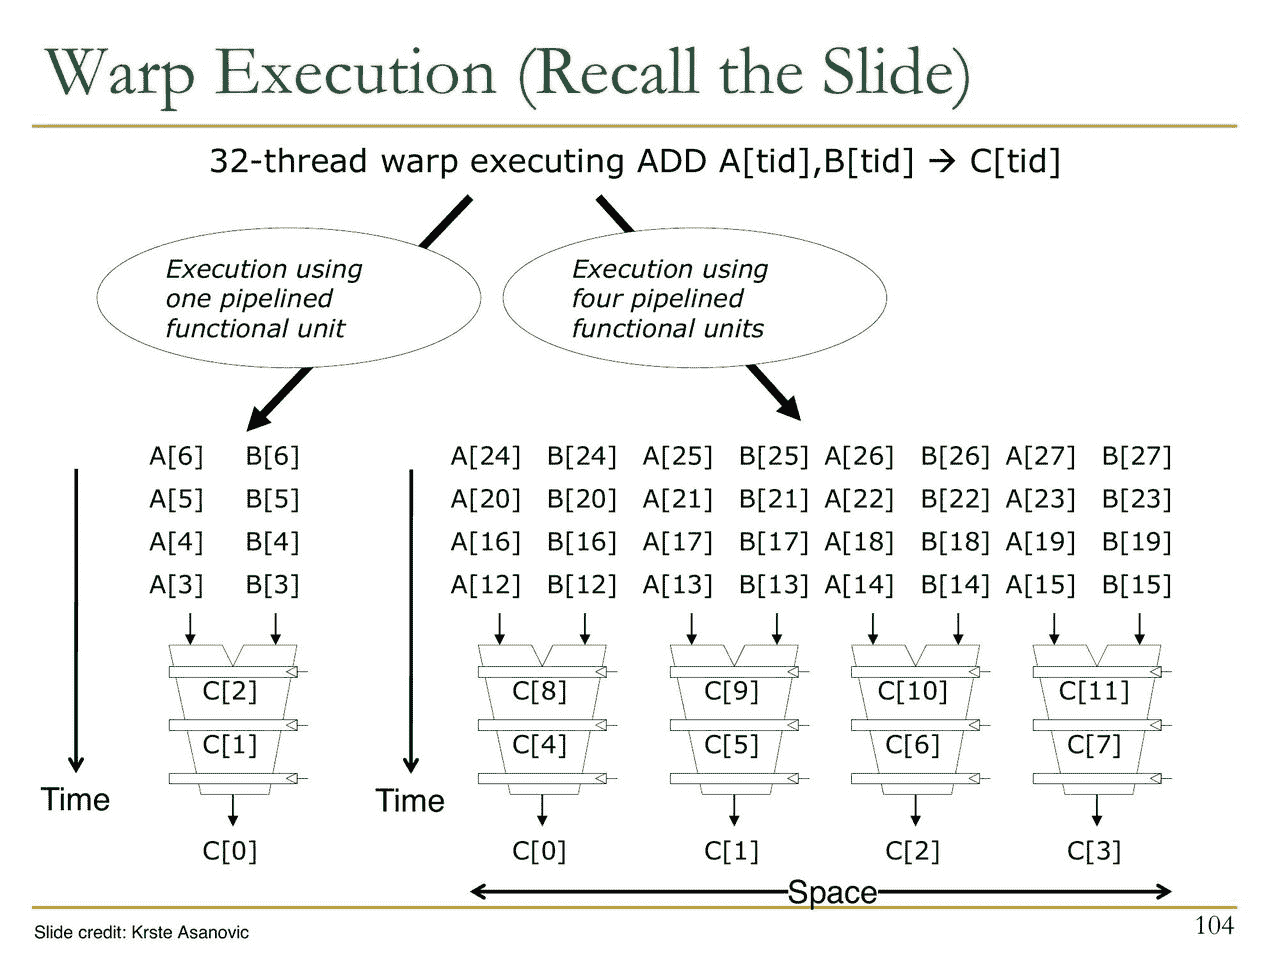 Warp Execution (Recall the Slide)
32-thread warp executing ADD A[tid],B[tid] → C[tid]
Execution using
one pipelined
functional unit
Execution using
four pipelined
functional units
A[6] B[6]
A[5] B[5]
A[4] B[4]
A[3] B[3]
C[2]
C[1]
C[0]
Time
A[24] B[24] A[25] B[25] A[26] B[26] A[27] B[27]
A[20] B[20] A[21] B[21] A[22] B[22] A[23] B[23]
A[16] B[16] A[17] B[17] A[18] B[18] A[19] B[19]
A[12] B[12] A[13] B[13] A[14] B[14] A[15] B[15]
C[8] C[9] C[10] C[11]
C[4] C[5] C[6] C[7]
C[0] C[1] C[2] C[3]
Time
Space
Slide credit: Krste Asanovic
104